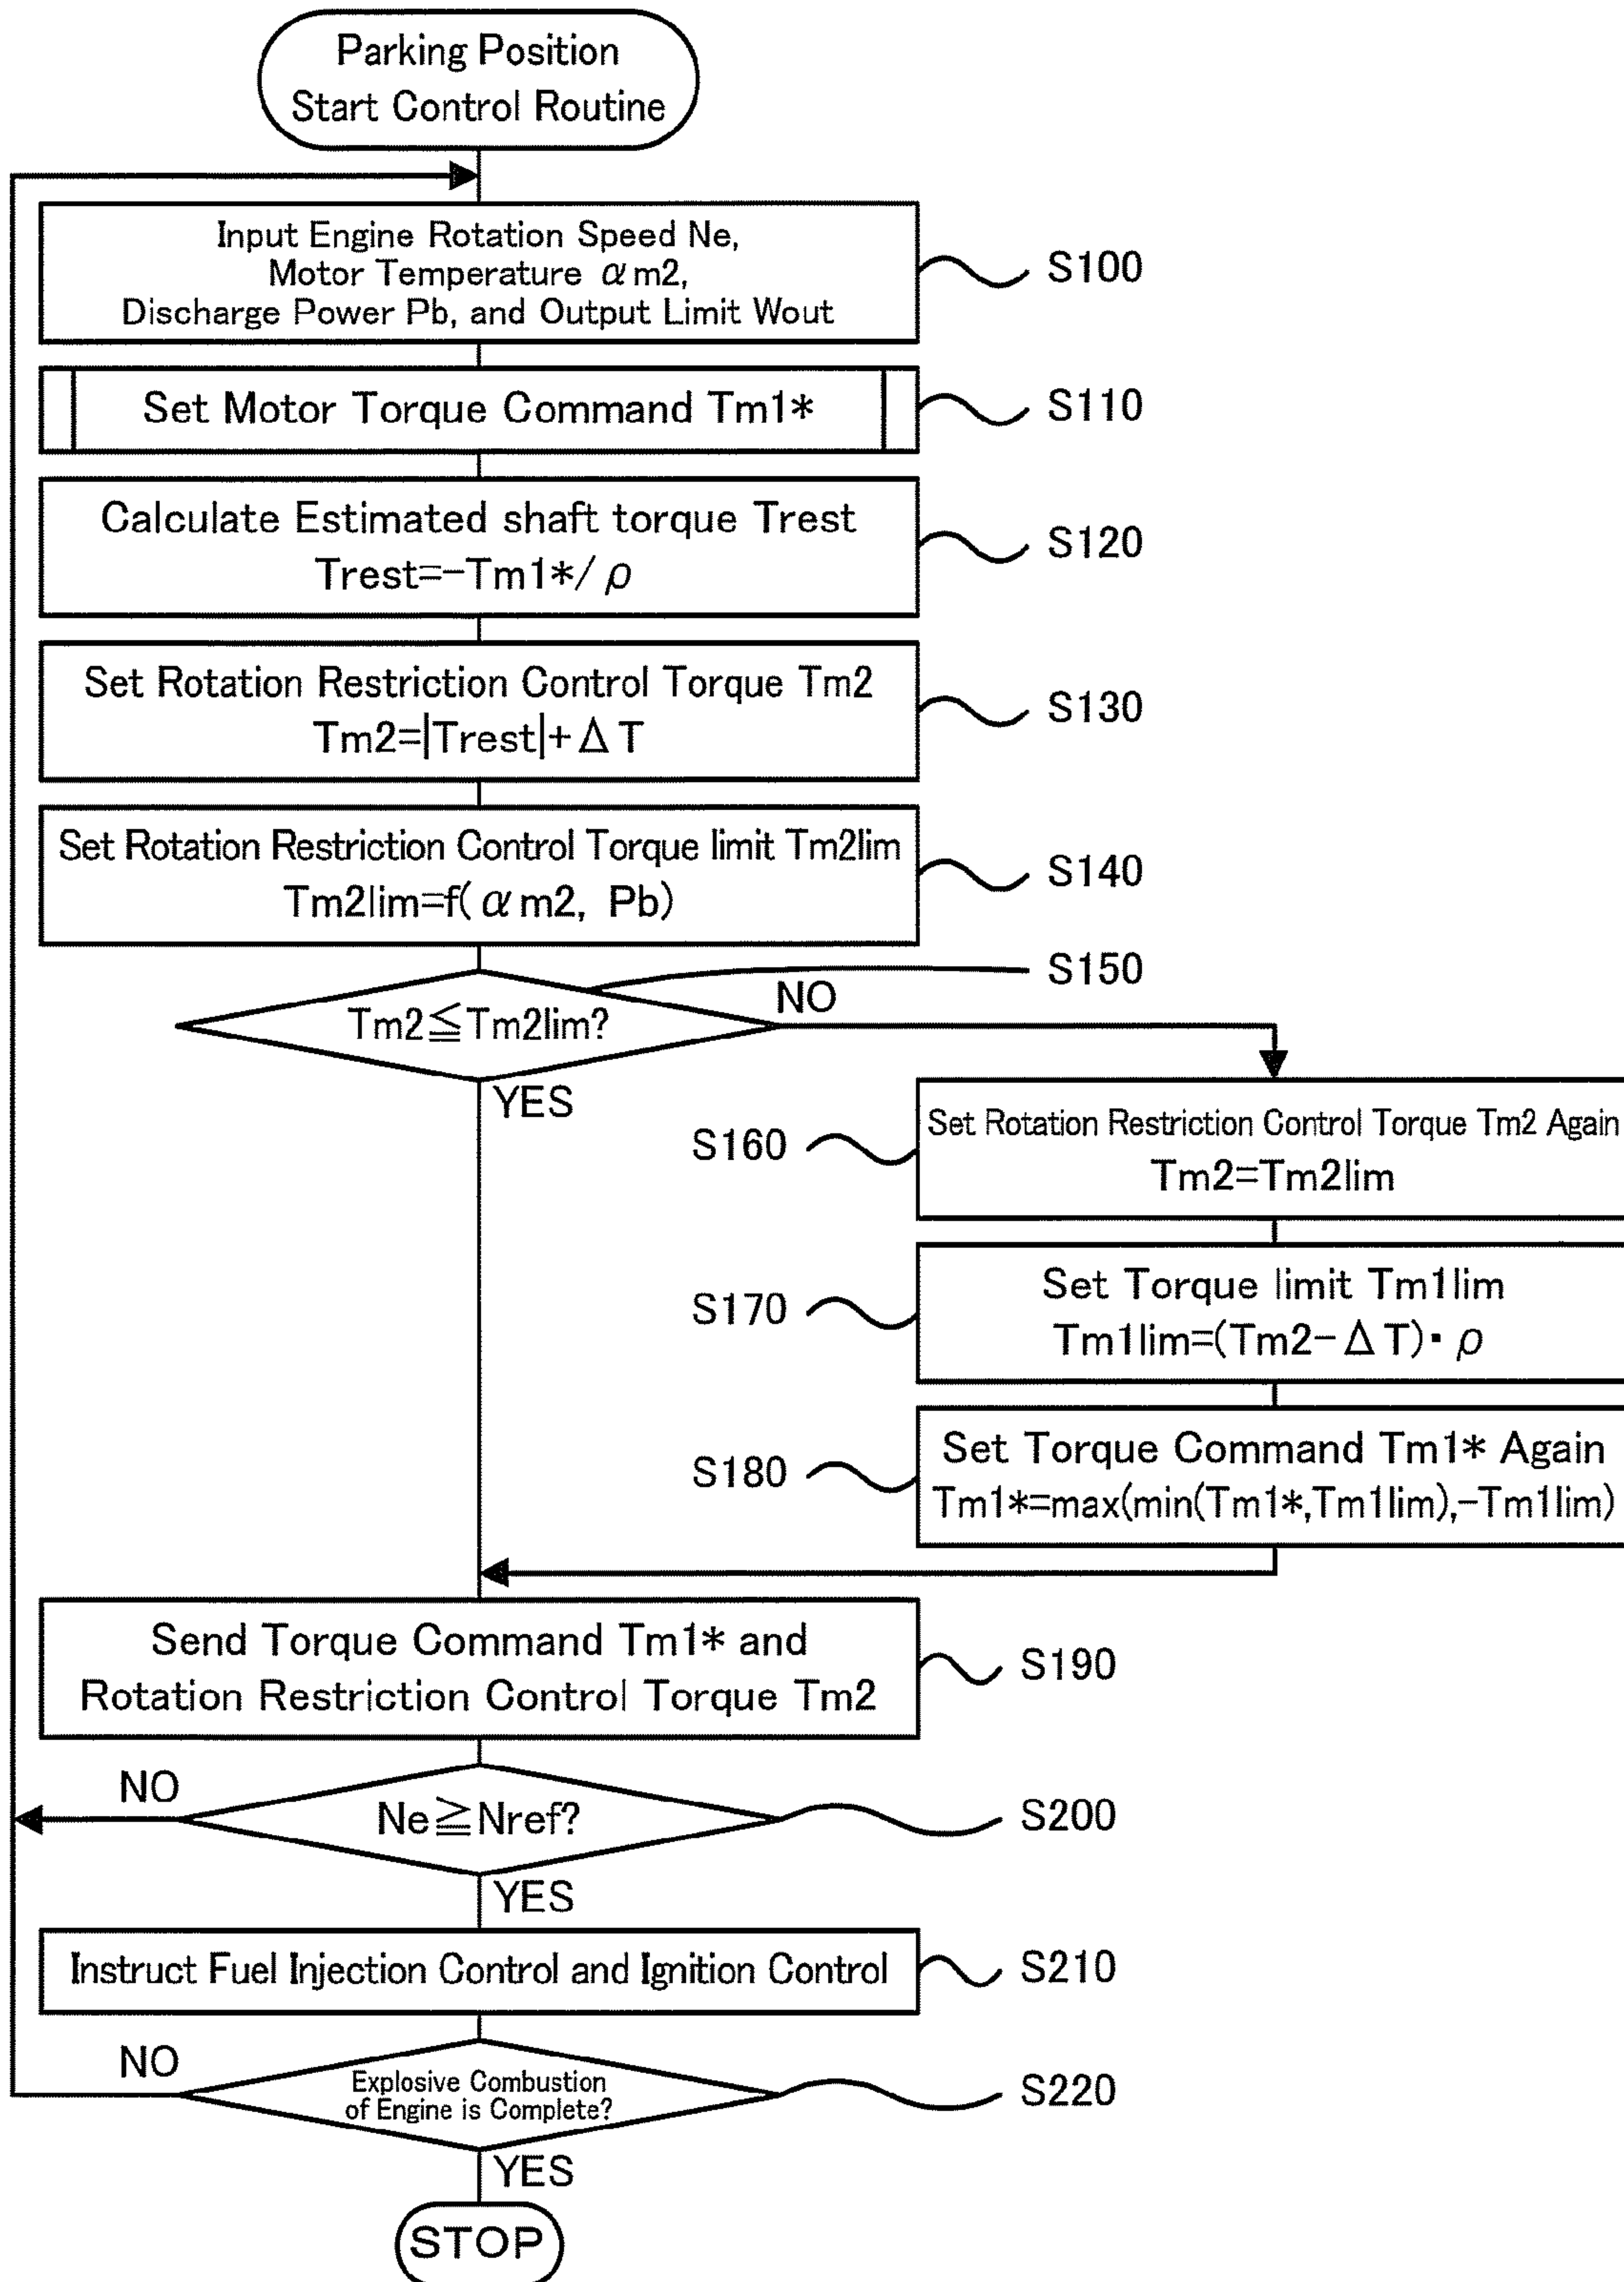 Parking Position
Start Control Routine
Input Engine Rotation Speed Ne,
Motor Temperature αm2,
Discharge Power Pb, and Output Limit Wout
S100
Set Motor Torque Command Tm1*
S110
Calculate Estimated shaft torque Trest
Trest=-Tm1*/ρ
S120
Set Rotation Restriction Control Torque Tm2
Tm2=|Trest|+ΔT
S130
Set Rotation Restriction Control Torque limit Tm2lim
Tm2lim=f(αm2, Pb)
S140
S150
Tm2≦Tm2lim?
NO
YES
S160
Set Rotation Restriction Control Torque Tm2 Again
Tm2=Tm2lim
S170
Set Torque limit Tm1lim
Tm1lim=(Tm2-ΔT)・ρ
S180
Set Torque Command Tm1* Again
Tm1*=max(min(Tm1*,Tm1lim),-Tm1lim)
Send Torque Command Tm1* and
Rotation Restriction Control Torque Tm2
S190
NO
Ne≧Nref?
S200
YES
Instruct Fuel Injection Control and Ignition Control
S210
NO
Explosive Combustion
of Engine is Complete?
S220
YES
STOP